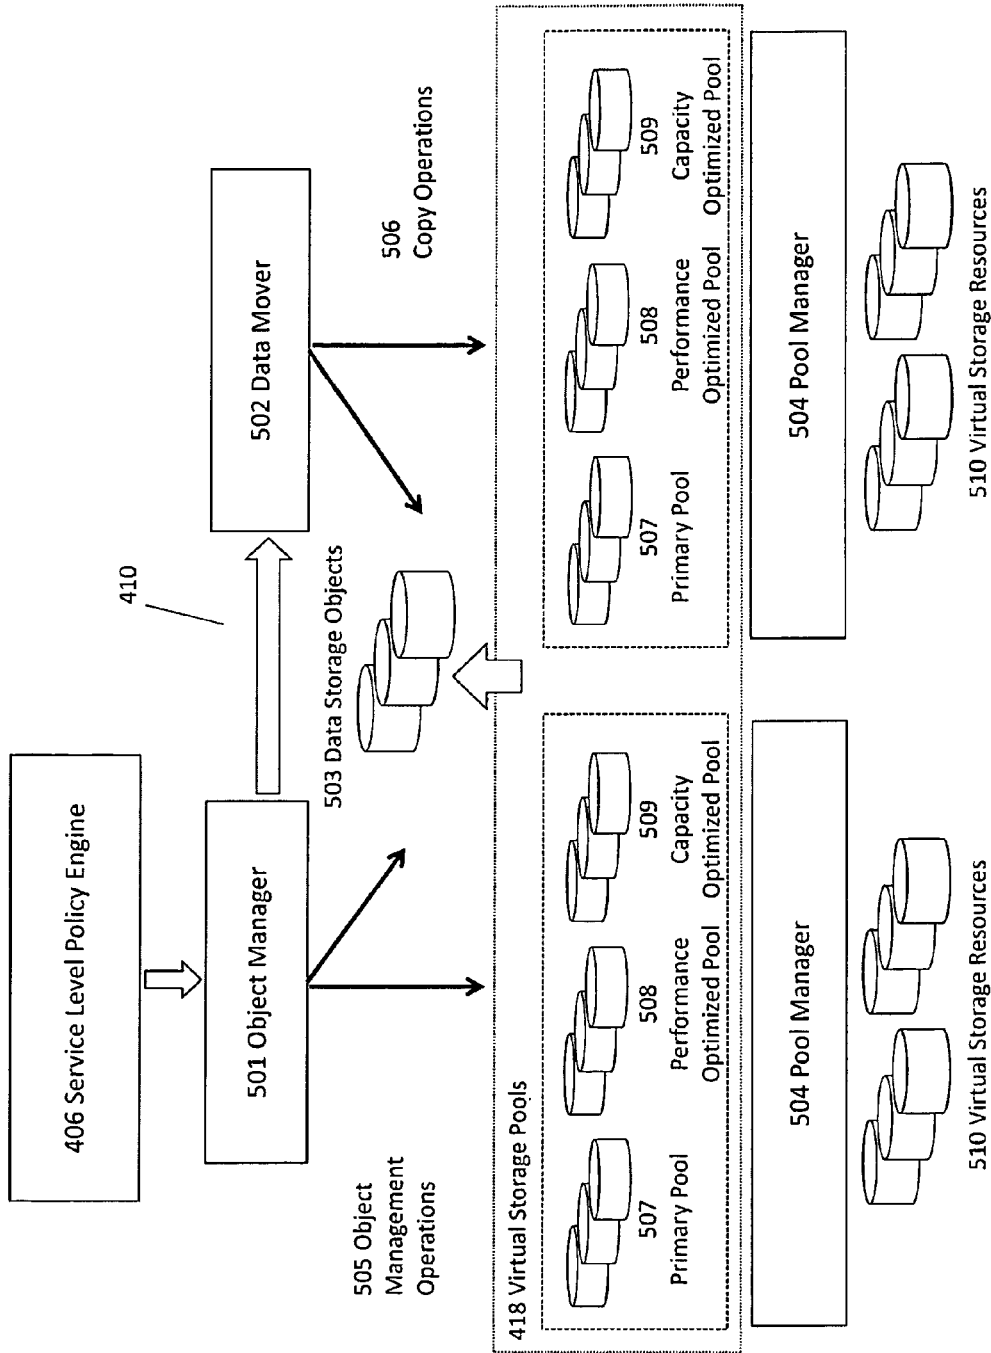 406 Service Level Policy Engine
501 Object Manager
410
502 Data Mover
505 Object
Management
Operations
503 Data Storage Objects
506
Copy Operations
418 Virtual Storage Pools
507
Primary Pool
508
Performance
Optimized Pool
509
Capacity
Optimized Pool
507
Primary Pool
508
Performance
Optimized Pool
509
Capacity
Optimized Pool
504 Pool Manager
504 Pool Manager
510 Virtual Storage Resources
510 Virtual Storage Resources